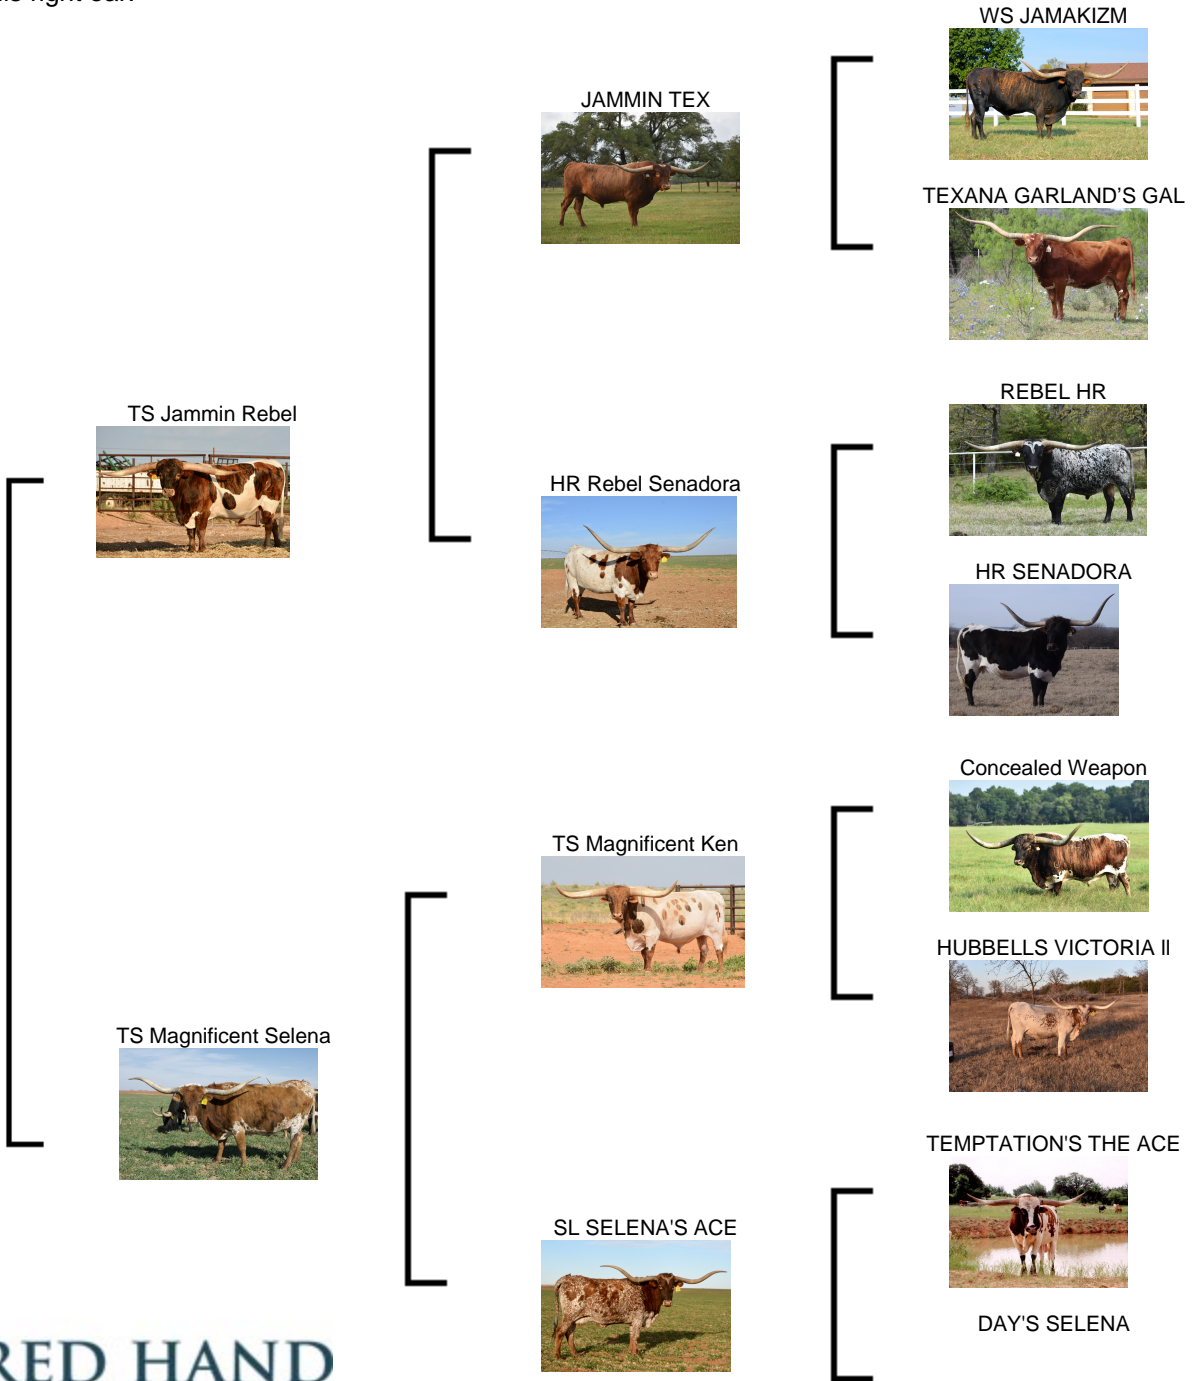 WS JAMAKIZM
JAMMIN TEX
TEXANA GARLAND'S GAL
REBEL HR
TS Jammin Rebel
HR Rebel Senadora
HR SENADORA
Concealed Weapon
TS Magnificent Ken
HUBBELLS VICTORIA II
TS Magnificent Selena
TEMPTATION'S THE ACE
SL SELENA'S ACE
DAY'S SELENA
RED HAND